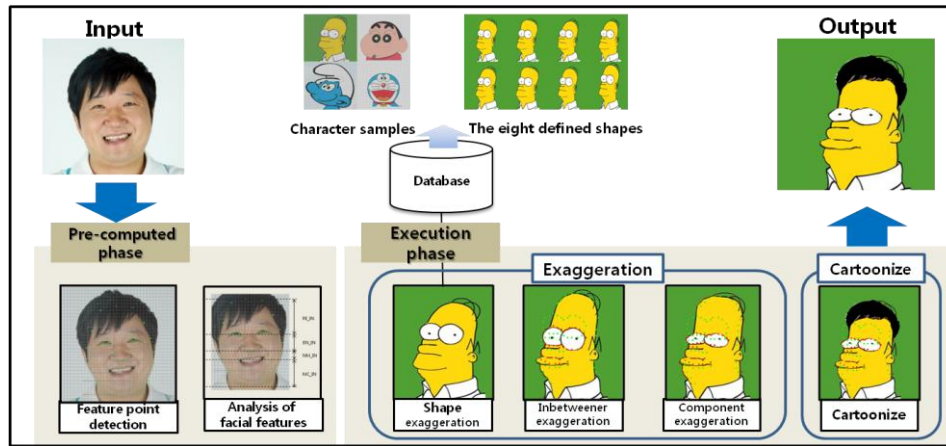 Input
Output
Character samples
The eight defined shapes
Database
Pre-computed
phase
Execution
phase
Exaggeration
Cartoonize
Feature point
detection
Analysis of
facial features
Shape
exaggeration
Inbetweener
exaggeration
Component
exaggeration
Cartoonize